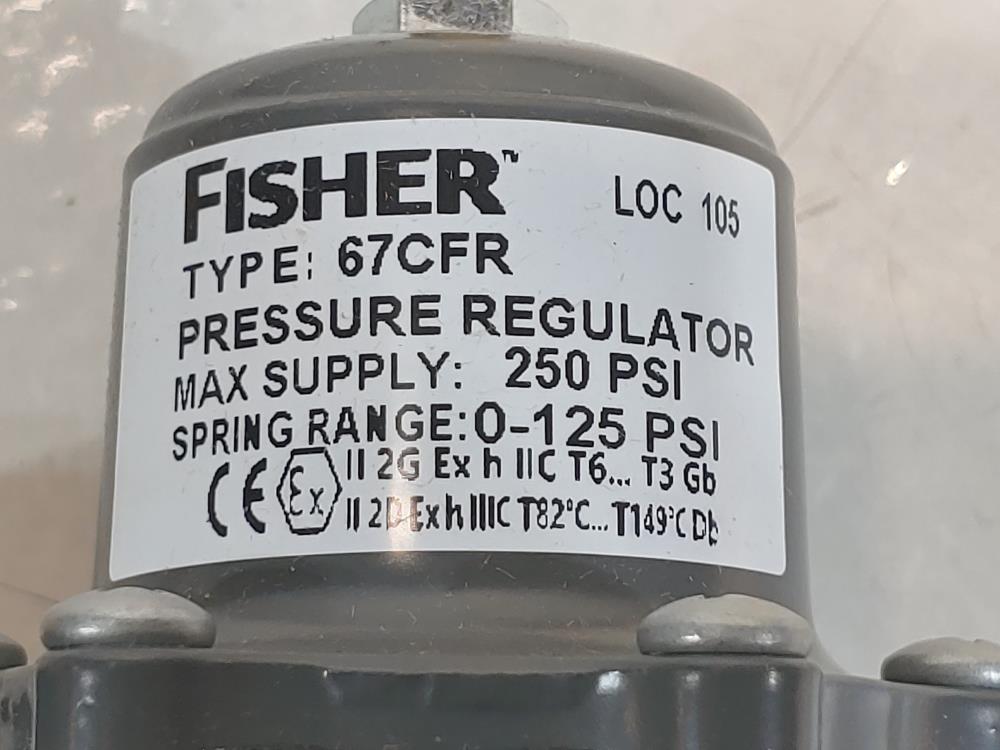 FISHER™ LOC 105
TYPE: 67CFR
PRESSURE REGULATOR
MAX SUPPLY: 250 PSI
SPRING RANGE: 0-125 PSI
CE Ex II 2G Ex h IIC T6... T3 Gb
II 2D Ex h IIIC T82°C... T149°C Db